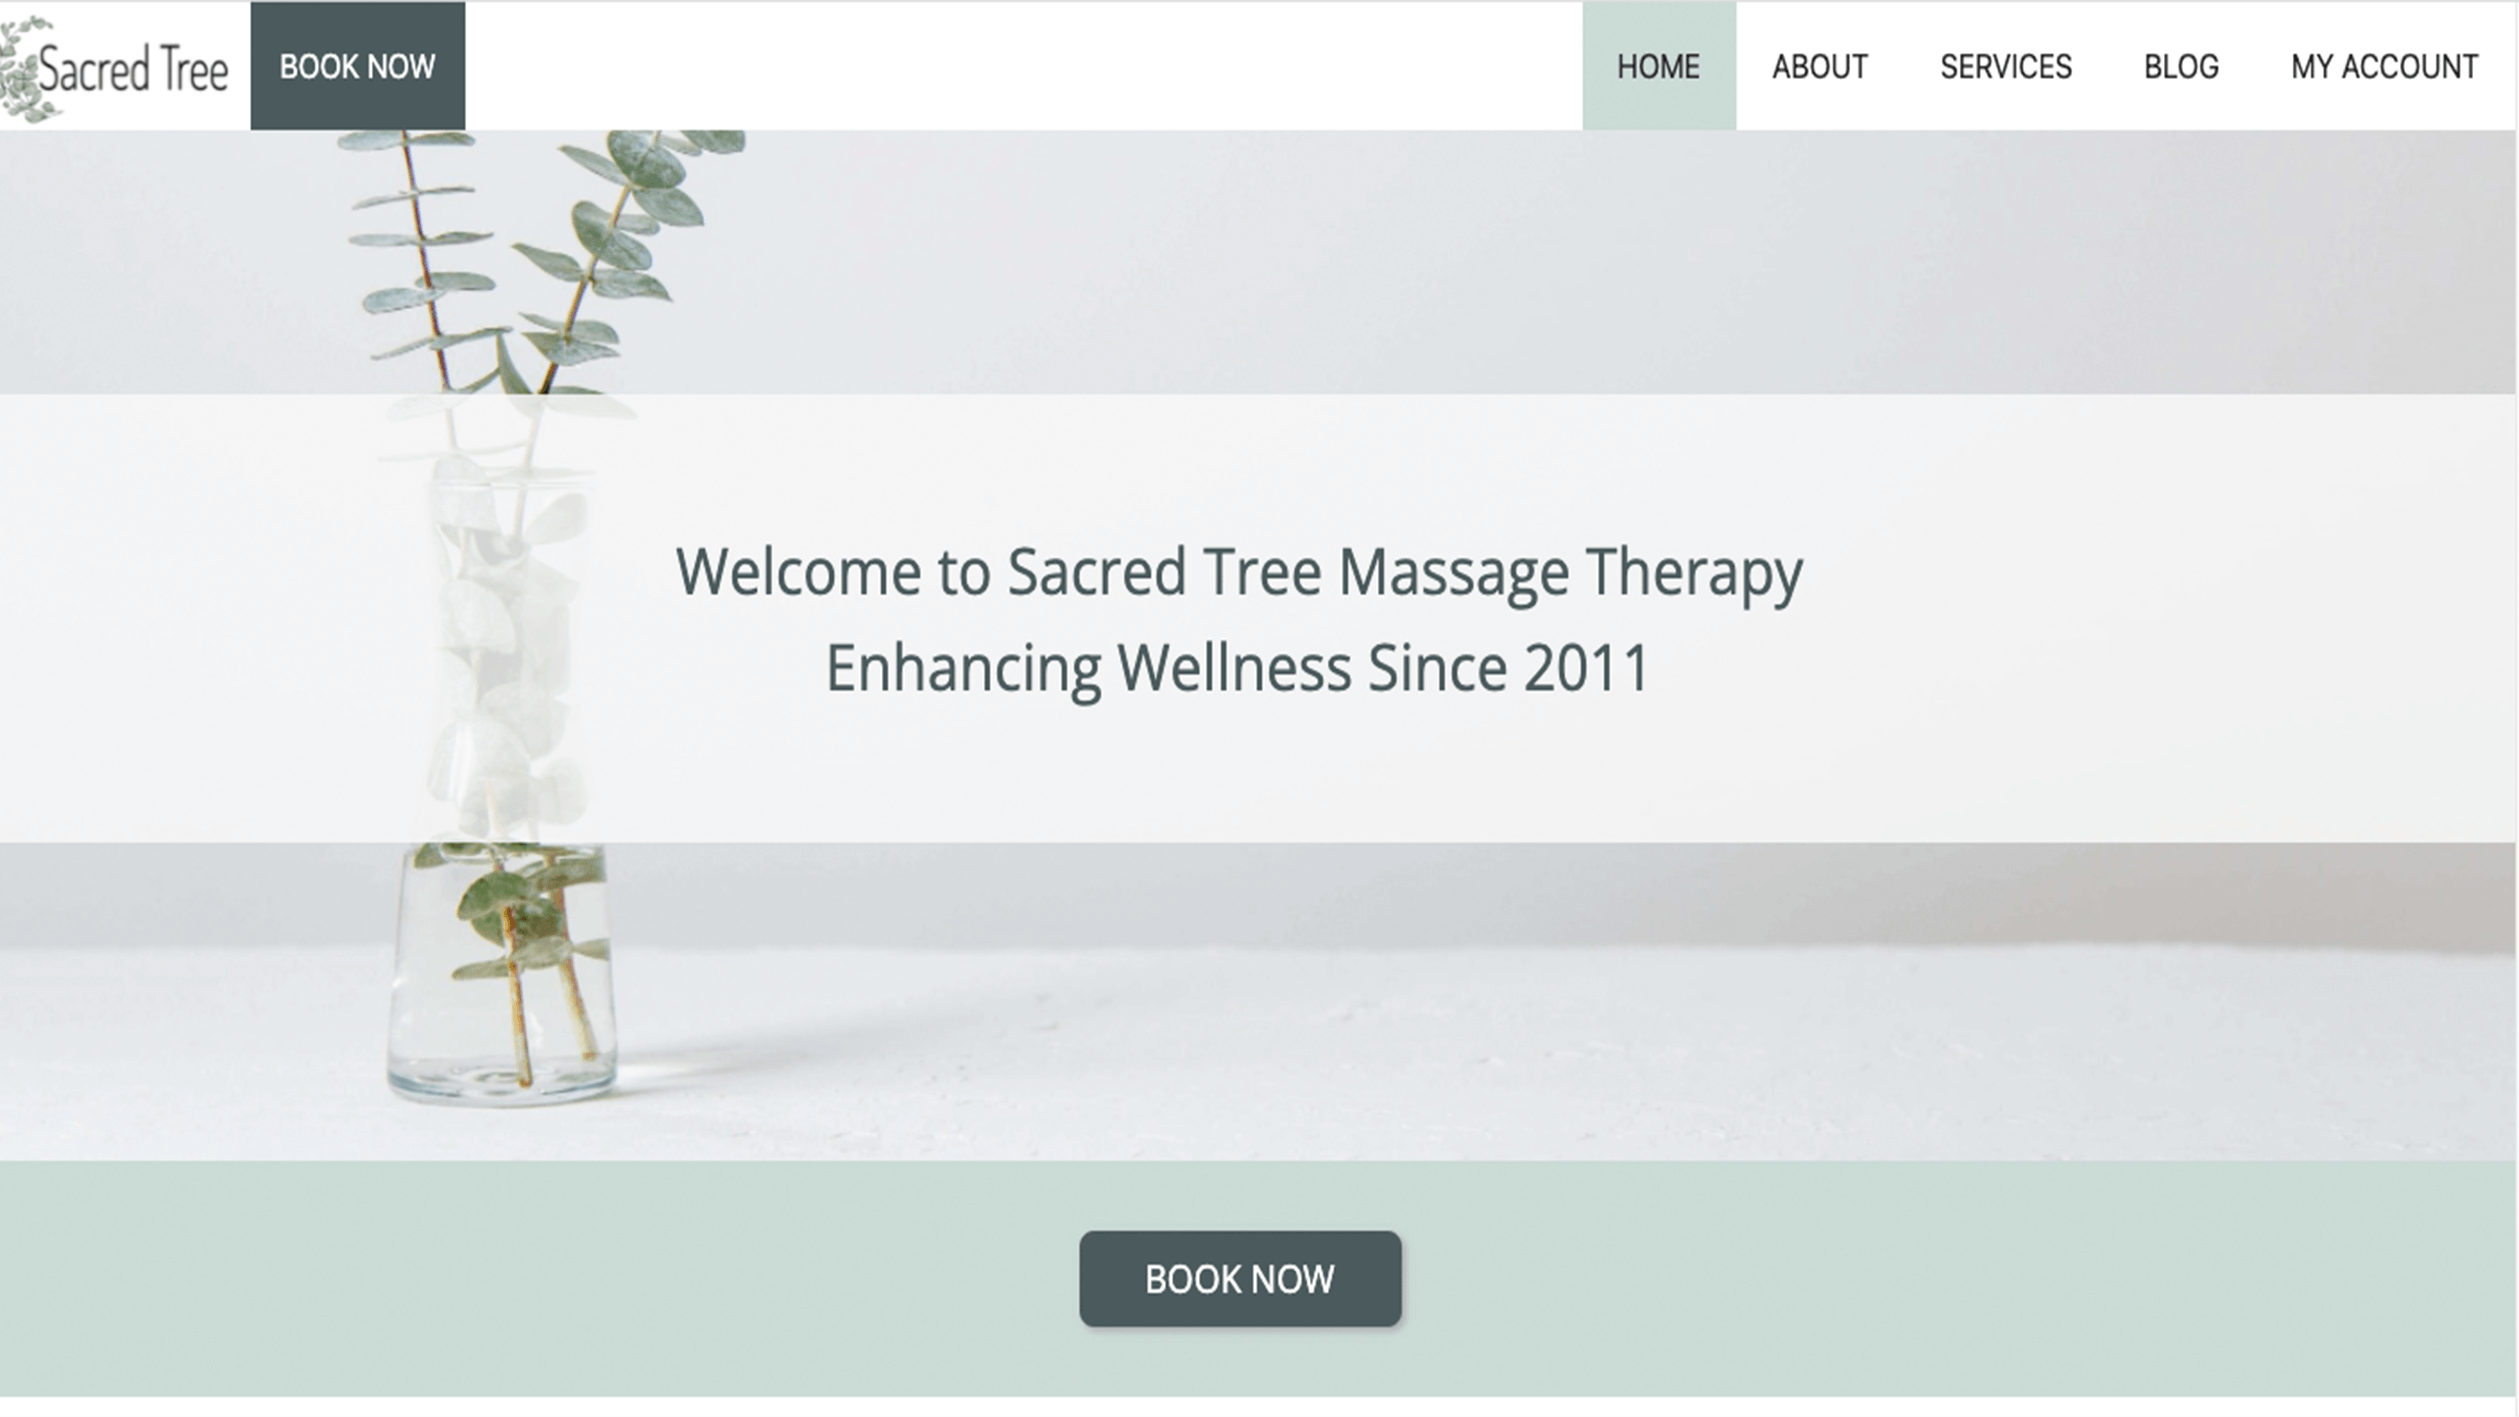 Sacred Tree
BOOK NOW
HOME
ABOUT
SERVICES
BLOG
MY ACCOUNT
Welcome to Sacred Tree Massage Therapy
Enhancing Wellness Since 2011
BOOK NOW